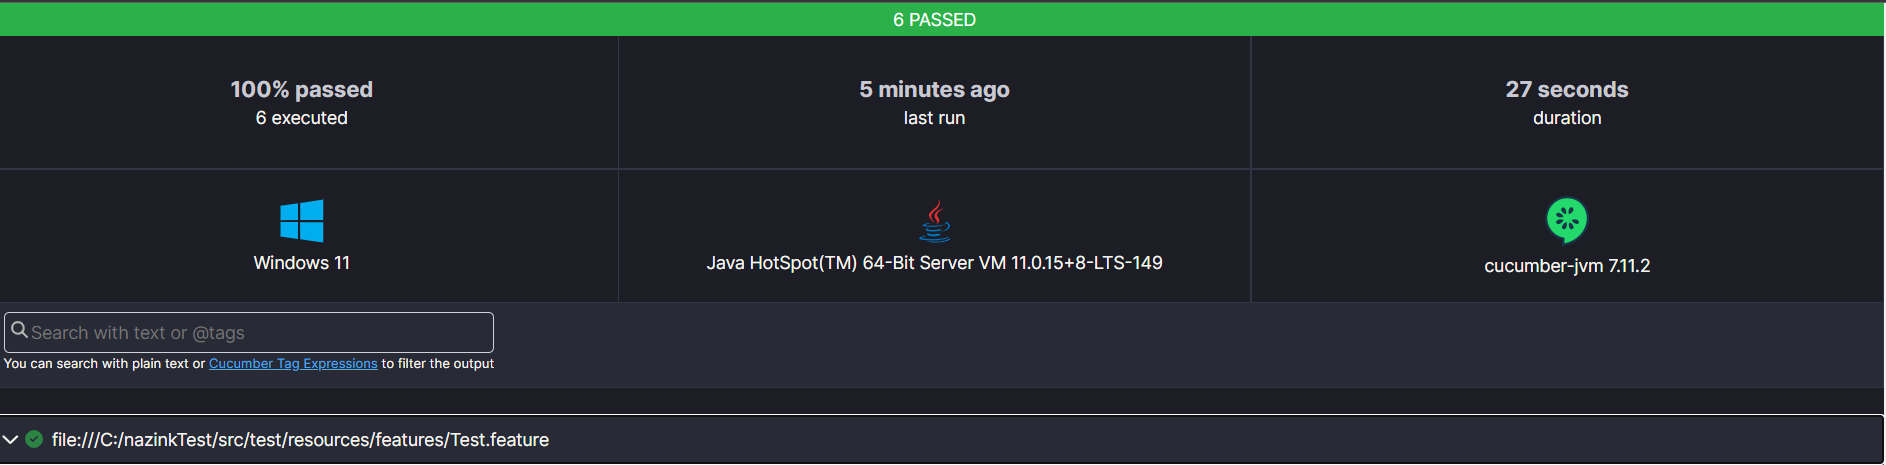 6 PASSED
100% passed
6 executed
5 minutes ago
last run
27 seconds
duration
Windows 11
Java HotSpot(TM) 64-Bit Server VM 11.0.15+8-LTS-149
cucumber-jvm 7.11.2
Search with text or @tags
You can search with plain text or Cucumber Tag Expressions to filter the output
file:///C:/nazinkTest/src/test/resources/features/Test.feature